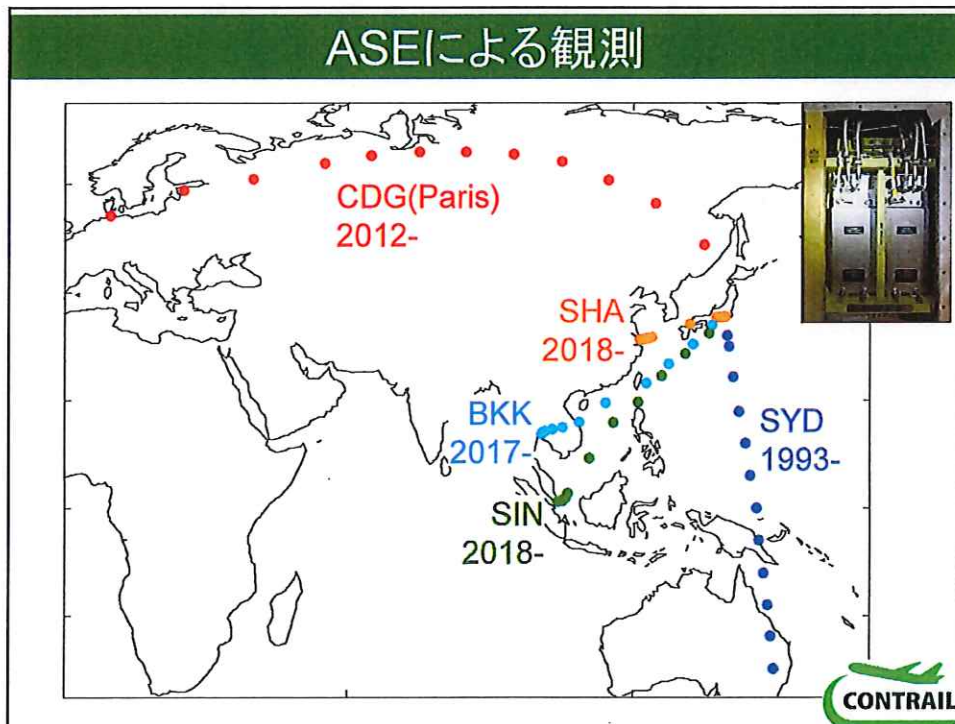 ASEによる観測
CDG(Paris)
2012-
SHA
2018-
BKK
2017-
SYD
1993-
SIN
2018-
CONTRAIL